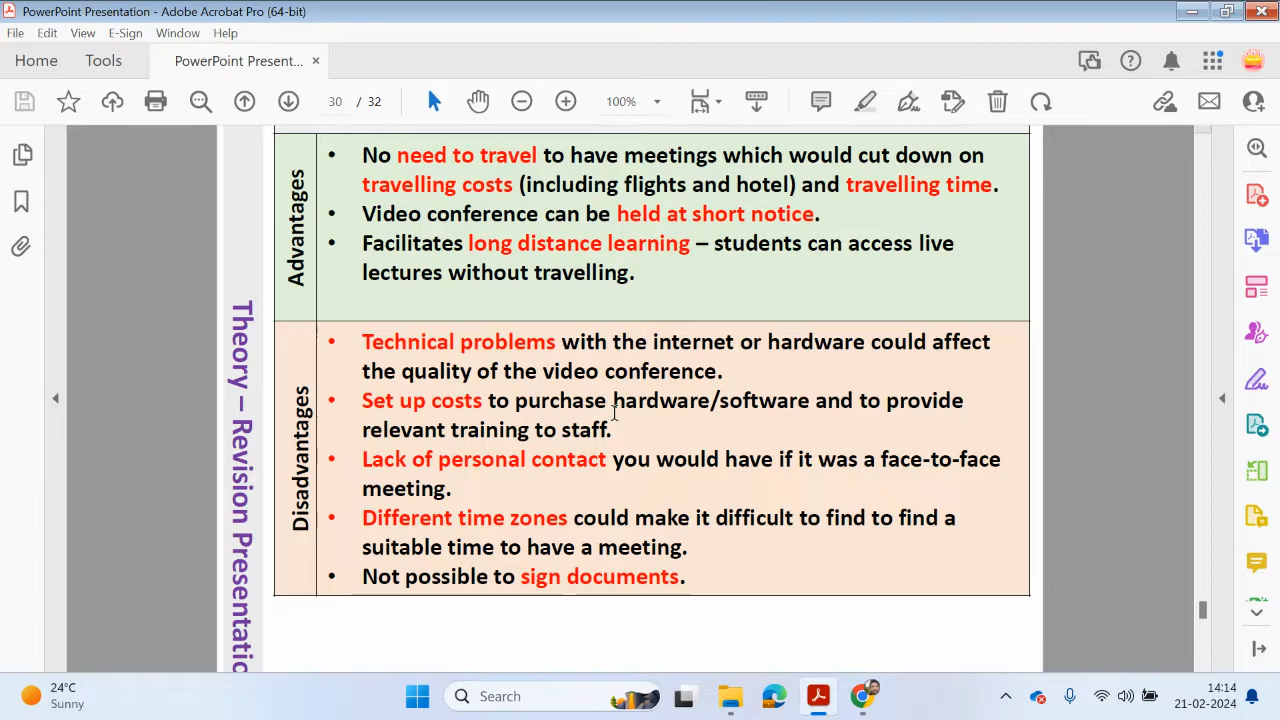 PowerPoint Presentation - Adobe Acrobat Pro (64-bit)
File Edit View E-Sign Window Help
Home Tools PowerPoint Present... ×
30 / 32 100%
Advantages
• No need to travel to have meetings which would cut down on
travelling costs (including flights and hotel) and travelling time.
• Video conference can be held at short notice.
• Facilitates long distance learning – students can access live
lectures without travelling.
Disadvantages
• Technical problems with the internet or hardware could affect
the quality of the video conference.
• Set up costs to purchase hardware/software and to provide
relevant training to staff.
• Lack of personal contact you would have if it was a face-to-face
meeting.
• Different time zones could make it difficult to find to find a
suitable time to have a meeting.
• Not possible to sign documents.
Theory – Revision Presentatio
24°C
Sunny
Search
14:14
21-02-2024